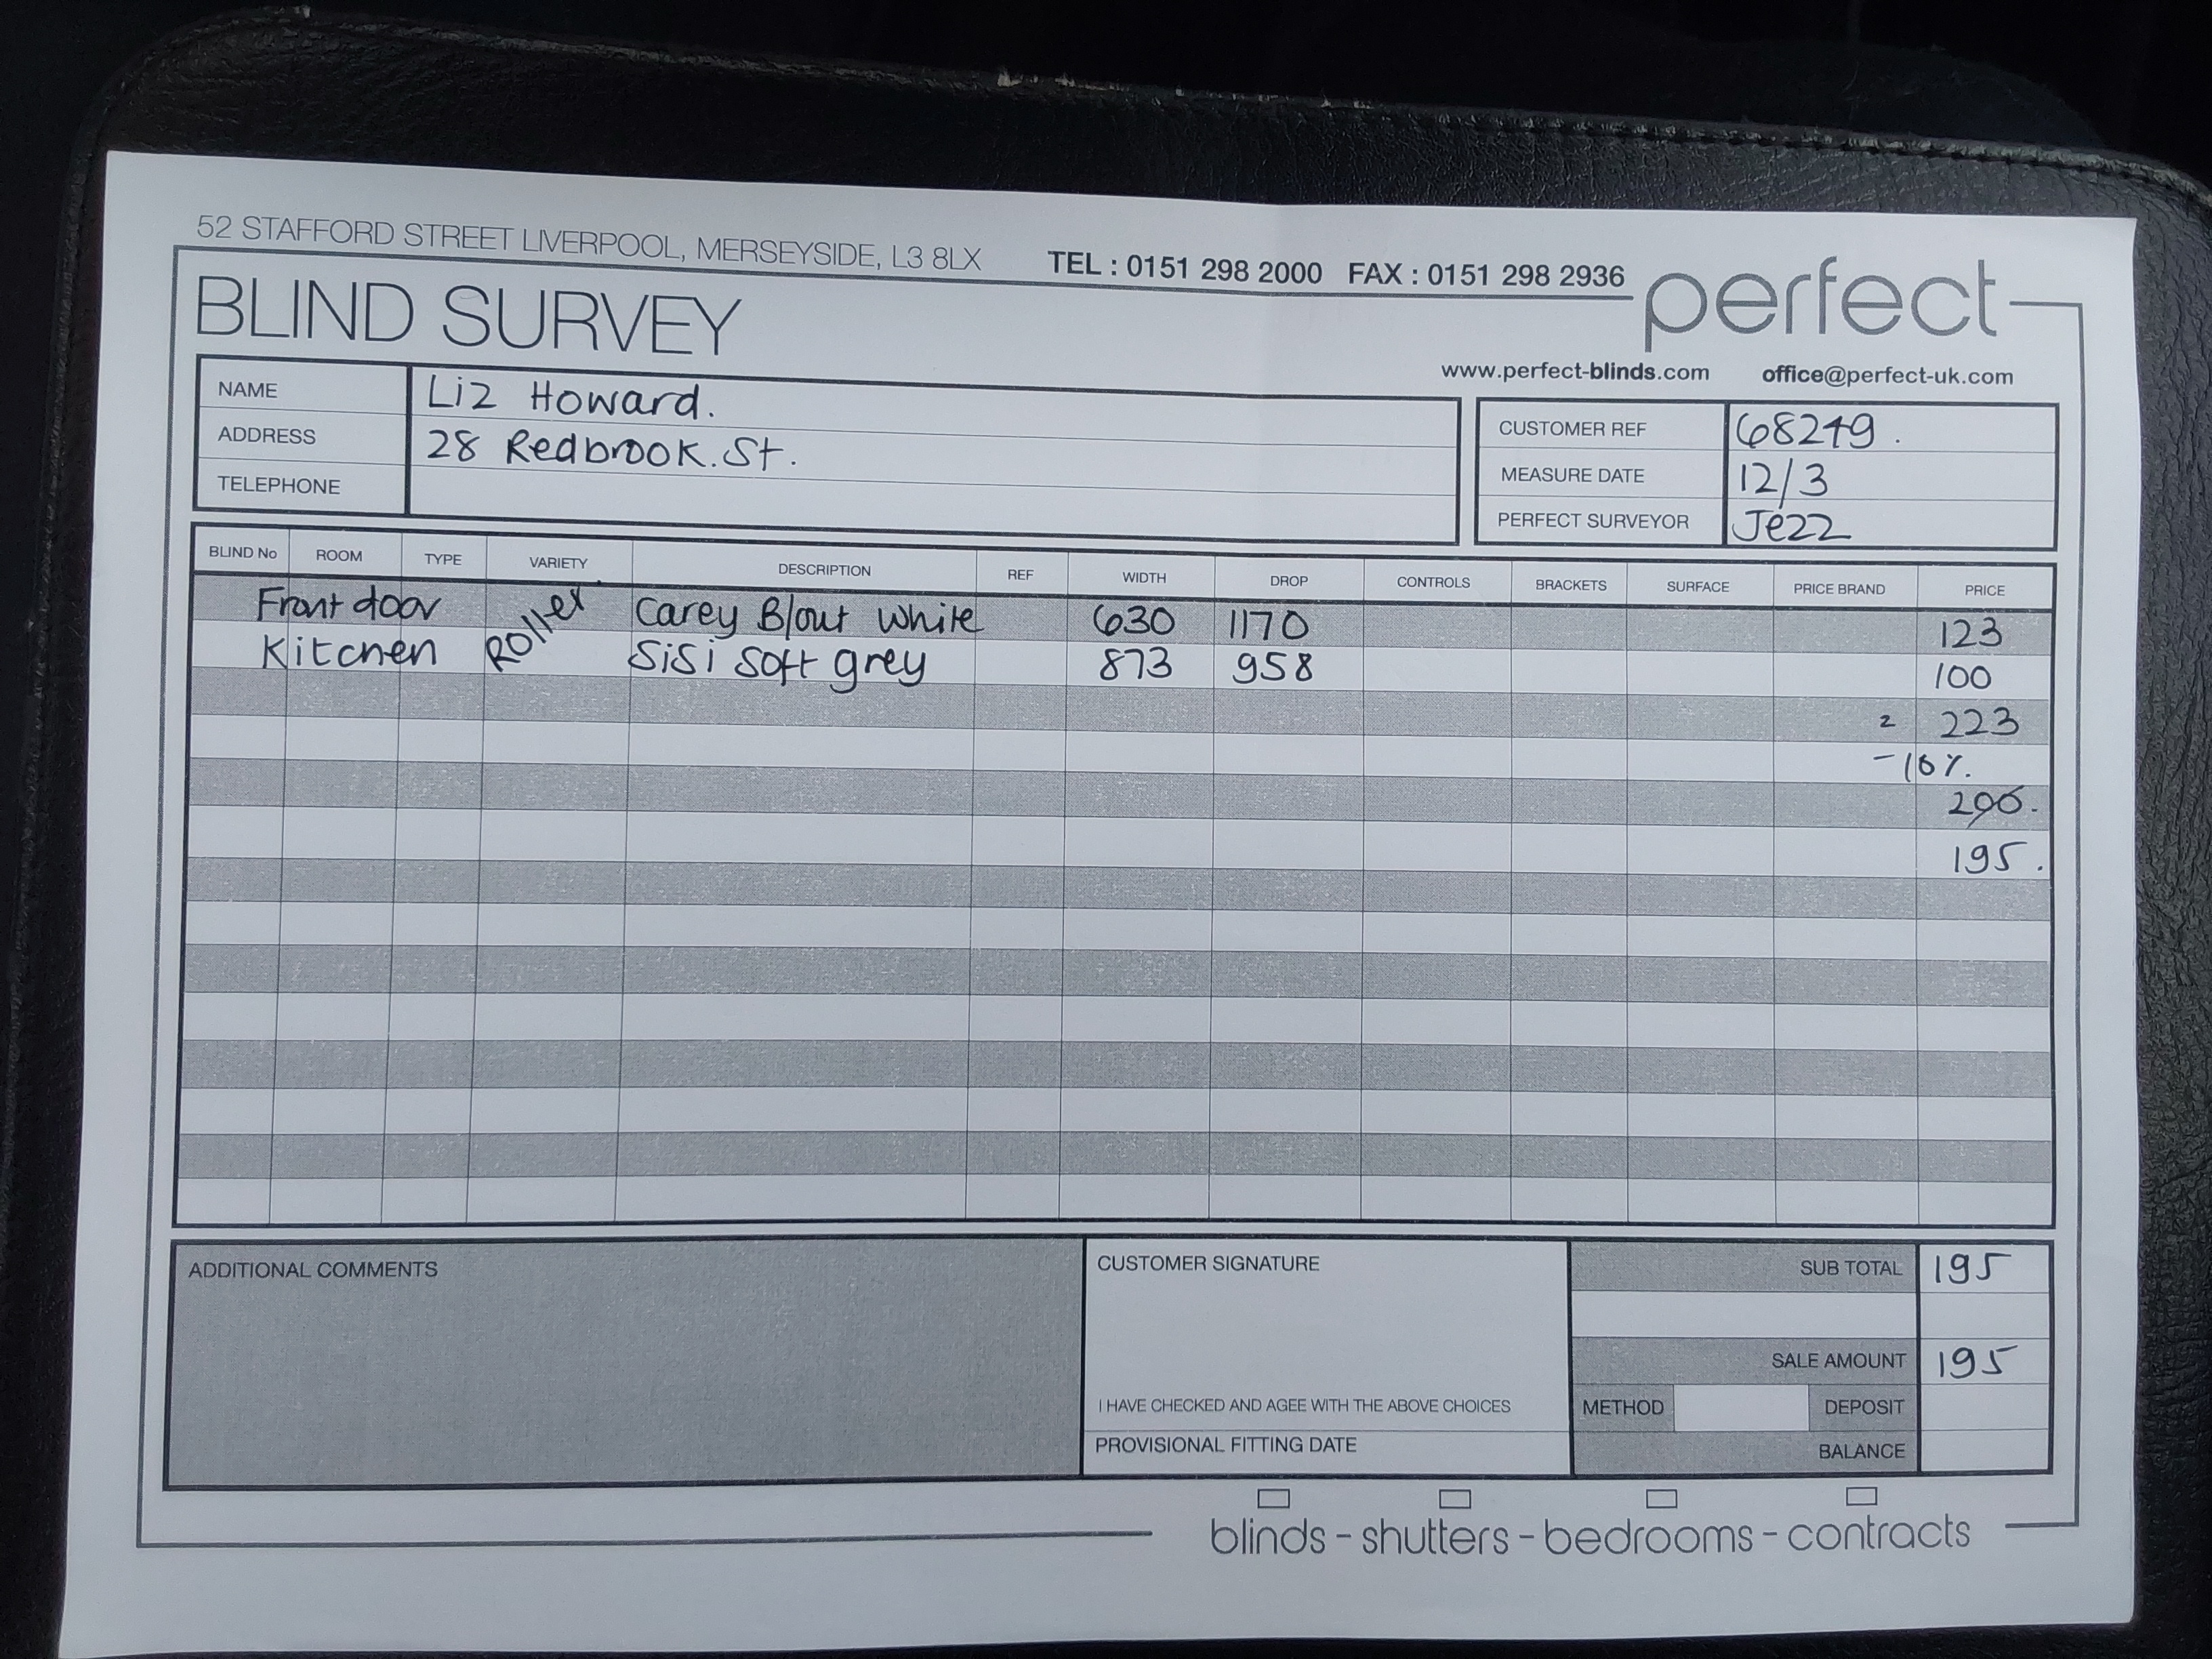 52 STAFFORD STREET LIVERPOOL, MERSEYSIDE, L3 8LX TEL : 0151 298 2000 FAX : 0151 298 2936
perfect
BLIND SURVEY
www.perfect-blinds.com office@perfect-uk.com
NAME Liz Howard.
ADDRESS 28 Redbrook.St.
TELEPHONE
CUSTOMER REF 68249.
MEASURE DATE 12/3
PERFECT SURVEYOR Jezz
BLIND No ROOM TYPE VARIETY DESCRIPTION REF WIDTH DROP CONTROLS BRACKETS SURFACE PRICE BRAND PRICE
Front door Roller Carey B/out White 630 1170 123
Kitchen Sisi Soft grey 873 958 100
= 223
-10%.
195.
ADDITIONAL COMMENTS
CUSTOMER SIGNATURE
I HAVE CHECKED AND AGEE WITH THE ABOVE CHOICES
PROVISIONAL FITTING DATE
SUB TOTAL 195
SALE AMOUNT 195
METHOD DEPOSIT
BALANCE
blinds - shutters - bedrooms - contracts